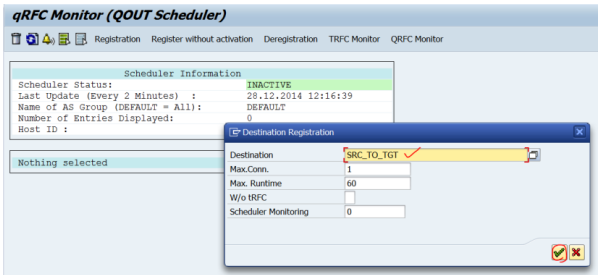 qRFC Monitor (QOUT Scheduler)
Registration Register without activation Deregistration TRFC Monitor QRFC Monitor
Scheduler Information
Scheduler Status: INACTIVE
Last Update (Every 2 Minutes) : 28.12.2014 12:16:39
Name of AS Group (DEFAULT = All): DEFAULT
Number of Entries Displayed: 0
Host ID :
Nothing selected
Destination Registration
Destination SRC_TO_TGT
Max.Conn. 1
Max. Runtime 60
W/o tRFC
Scheduler Monitoring 0